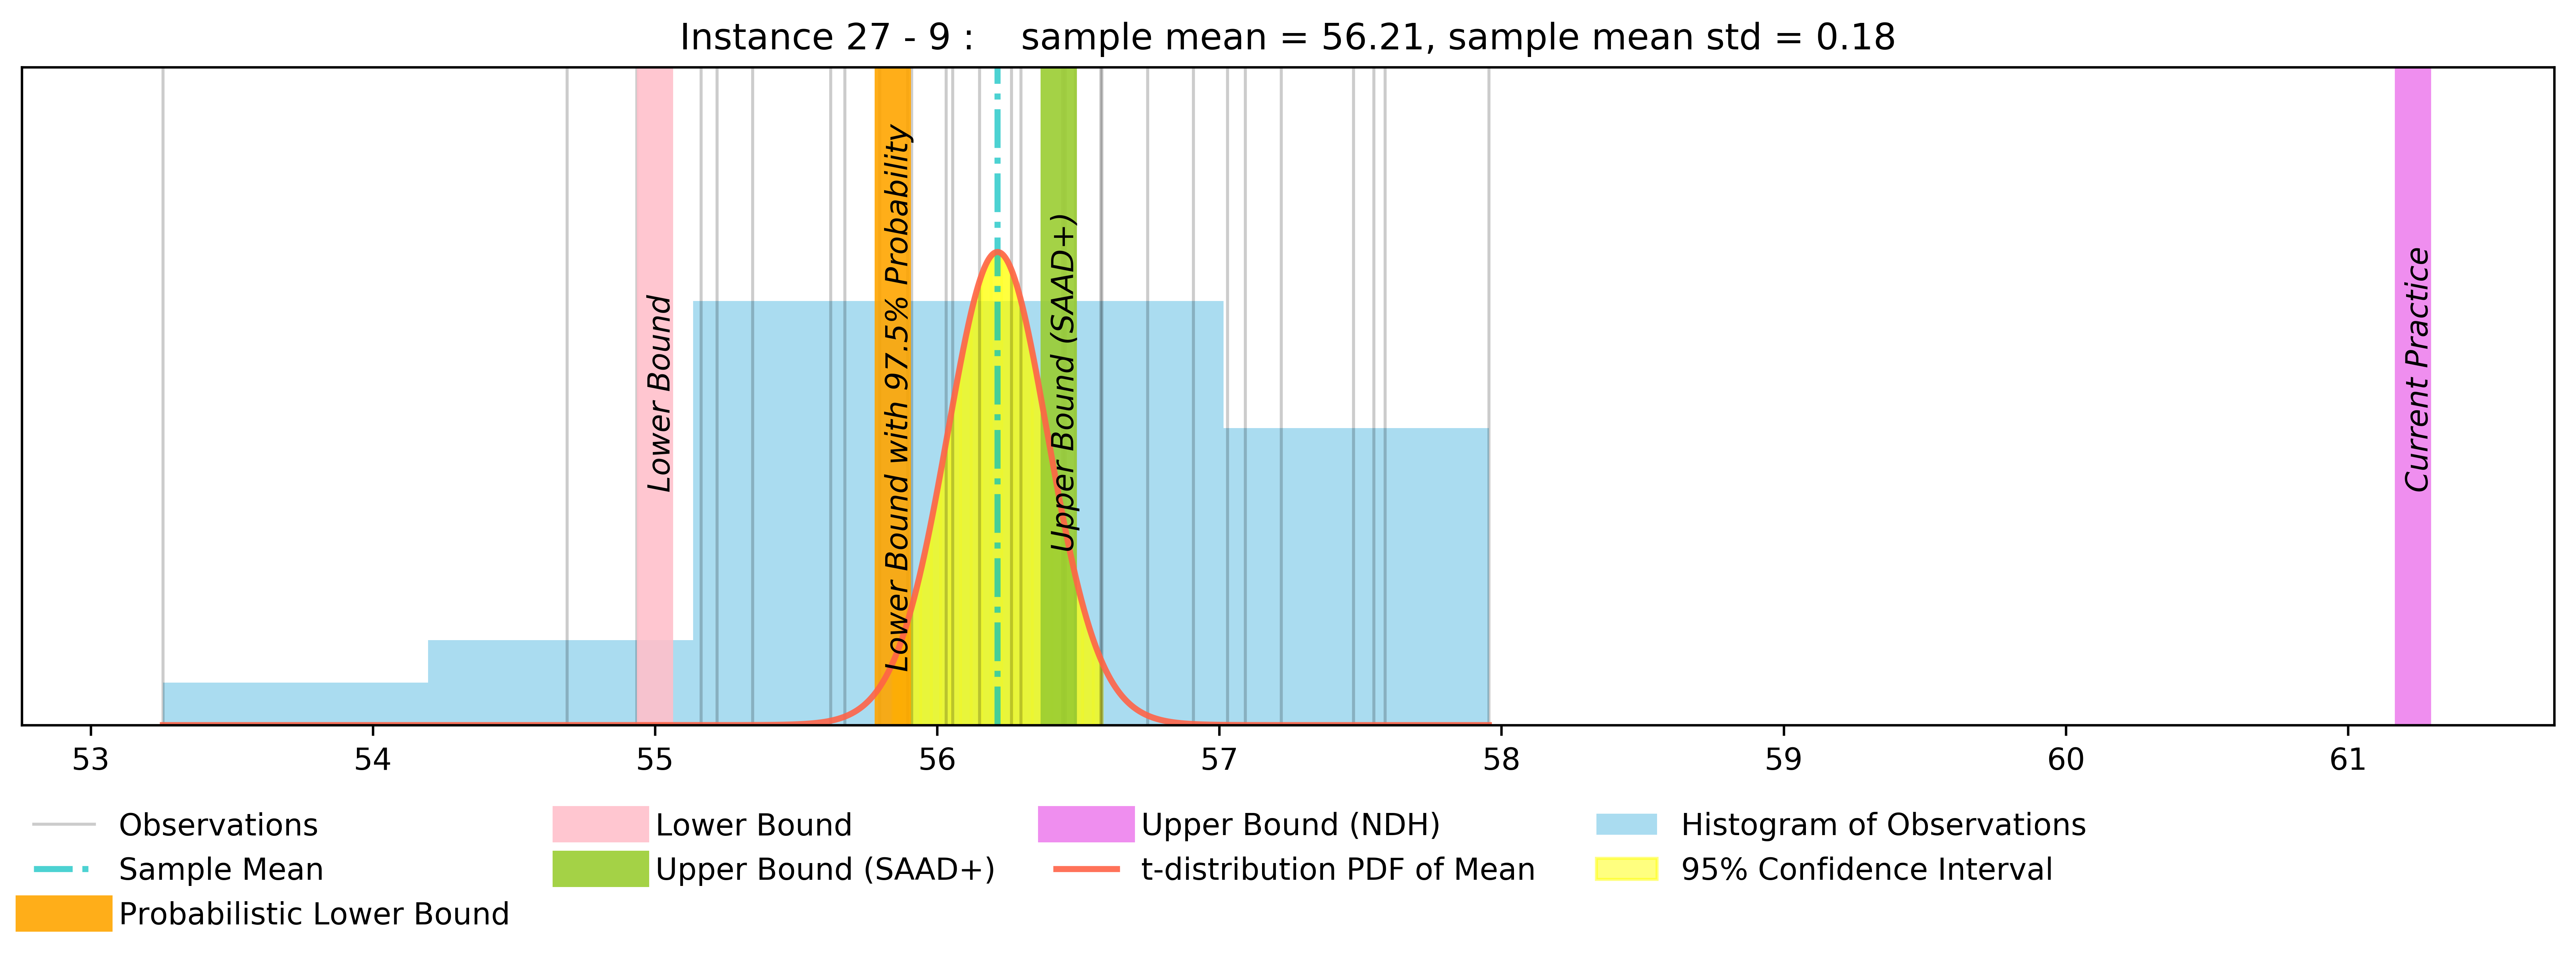 Instance 27 - 9 :    sample mean = 56.21, sample mean std = 0.18
Lower Bound
Lower Bound with 97.5% Probability
Upper Bound (SAAD+)
Current Practice
53 54 55 56 57 58 59 60 61
Observations
Sample Mean
Probabilistic Lower Bound
Lower Bound
Upper Bound (SAAD+)
Upper Bound (NDH)
t-distribution PDF of Mean
Histogram of Observations
95% Confidence Interval